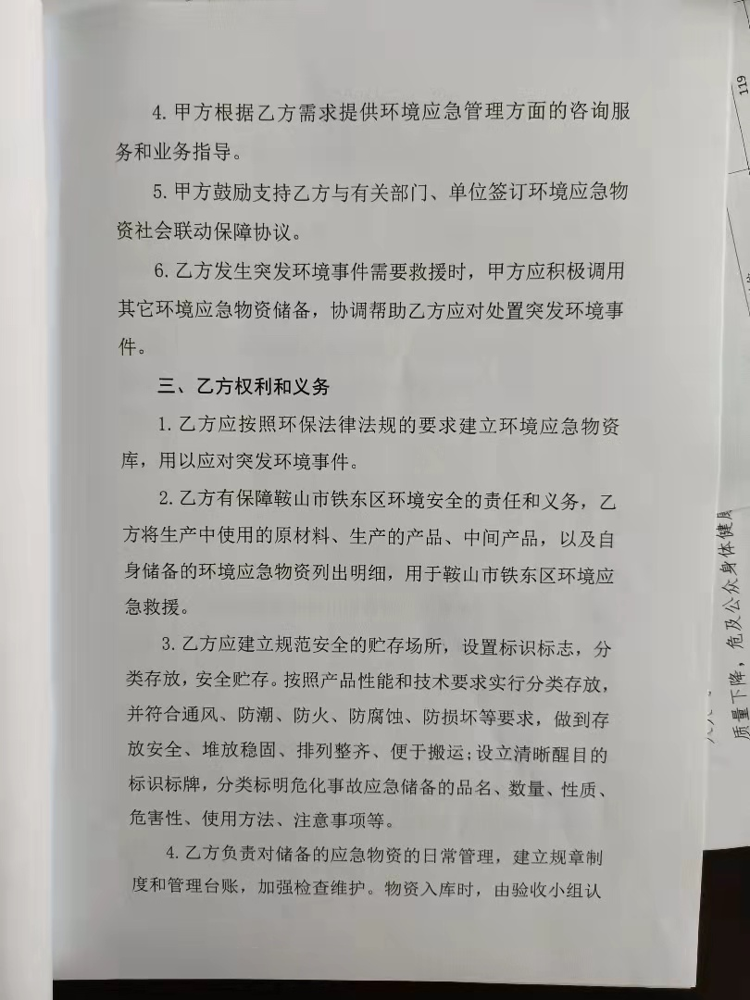 4. 甲方根据乙方需求提供环境应急管理方面的咨询服
务和业务指导。
5. 甲方鼓励支持乙方与有关部门、单位签订环境应急物
资社会联动保障协议。
6. 乙方发生突发环境事件需要救援时，甲方应积极调用
其它环境应急物资储备，协调帮助乙方应对处置突发环境事
件。
三、乙方权利和义务
1. 乙方应按照环保法律法规的要求建立环境应急物资
库，用以应对突发环境事件。
2. 乙方有保障鞍山市铁东区环境安全的责任和义务，乙
方将生产中使用的原材料、生产的产品、中间产品，以及自
身储备的环境应急物资列出明细，用于鞍山市铁东区环境应
急救援。
3. 乙方应建立规范安全的贮存场所，设置标识标志，分
类存放，安全贮存。按照产品性能和技术要求实行分类存放，
并符合通风、防潮、防火、防腐蚀、防损坏等要求，做到存
放安全、堆放稳固、排列整齐、便于搬运;设立清晰醒目的
标识标牌，分类标明危化事故应急储备的品名、数量、性质、
危害性、使用方法、注意事项等。
4. 乙方负责对储备的应急物资的日常管理，建立规章制
度和管理台账，加强检查维护。物资入库时，由验收小组认
119
质量下降，危及公众身体健康